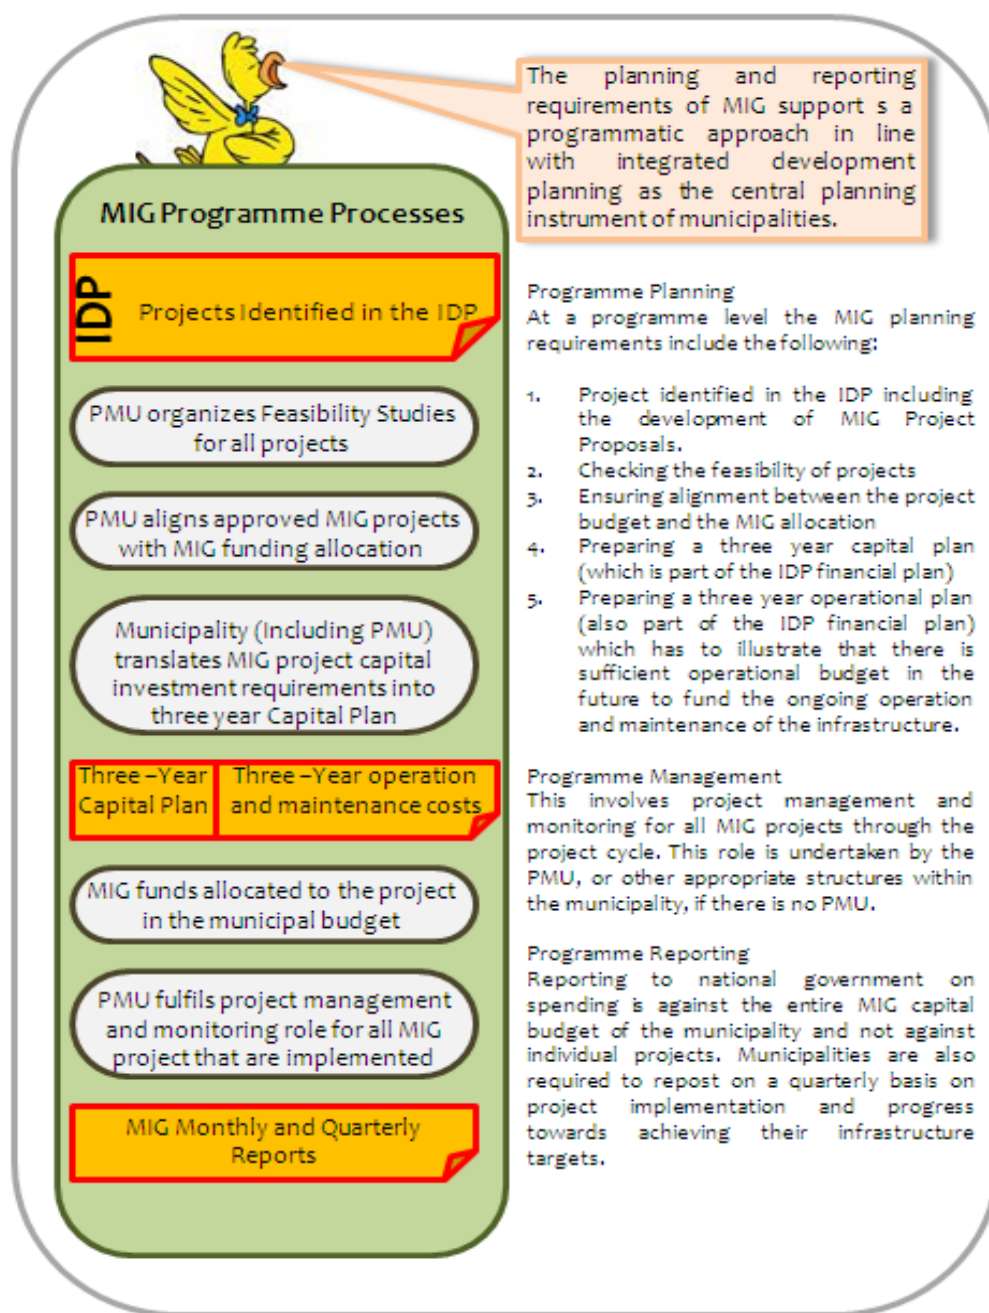 The planning and reporting
requirements of MIG support s a
programmatic approach in line
with integrated development
planning as the central planning
instrument of municipalities.
MIG Programme Processes
IDP
Projects Identified in the IDP
PMU organizes Feasibility Studies
for all projects
PMU aligns approved MIG projects
with MIG funding allocation
Municipality (Including PMU)
translates MIG project capital
investment requirements into
three year Capital Plan
Three –Year
Capital Plan
Three –Year operation
and maintenance costs
MIG funds allocated to the project
in the municipal budget
PMU fulfils project management
and monitoring role for all MIG
project that are implemented
MIG Monthly and Quarterly
Reports
Programme Planning
At a programme level the MIG planning
requirements include the following:
1. Project identified in the IDP including
the development of MIG Project
Proposals.
2. Checking the feasibility of projects
3. Ensuring alignment between the project
budget and the MIG allocation
4. Preparing a three year capital plan
(which is part of the IDP financial plan)
5. Preparing a three year operational plan
(also part of the IDP financial plan)
which has to illustrate that there is
sufficient operational budget in the
future to fund the ongoing operation
and maintenance of the infrastructure.
Programme Management
This involves project management and
monitoring for all MIG projects through the
project cycle. This role is undertaken by the
PMU, or other appropriate structures within
the municipality, if there is no PMU.
Programme Reporting
Reporting to national government on
spending is against the entire MIG capital
budget of the municipality and not against
individual projects. Municipalities are also
required to repost on a quarterly basis on
project implementation and progress
towards achieving their infrastructure
targets.